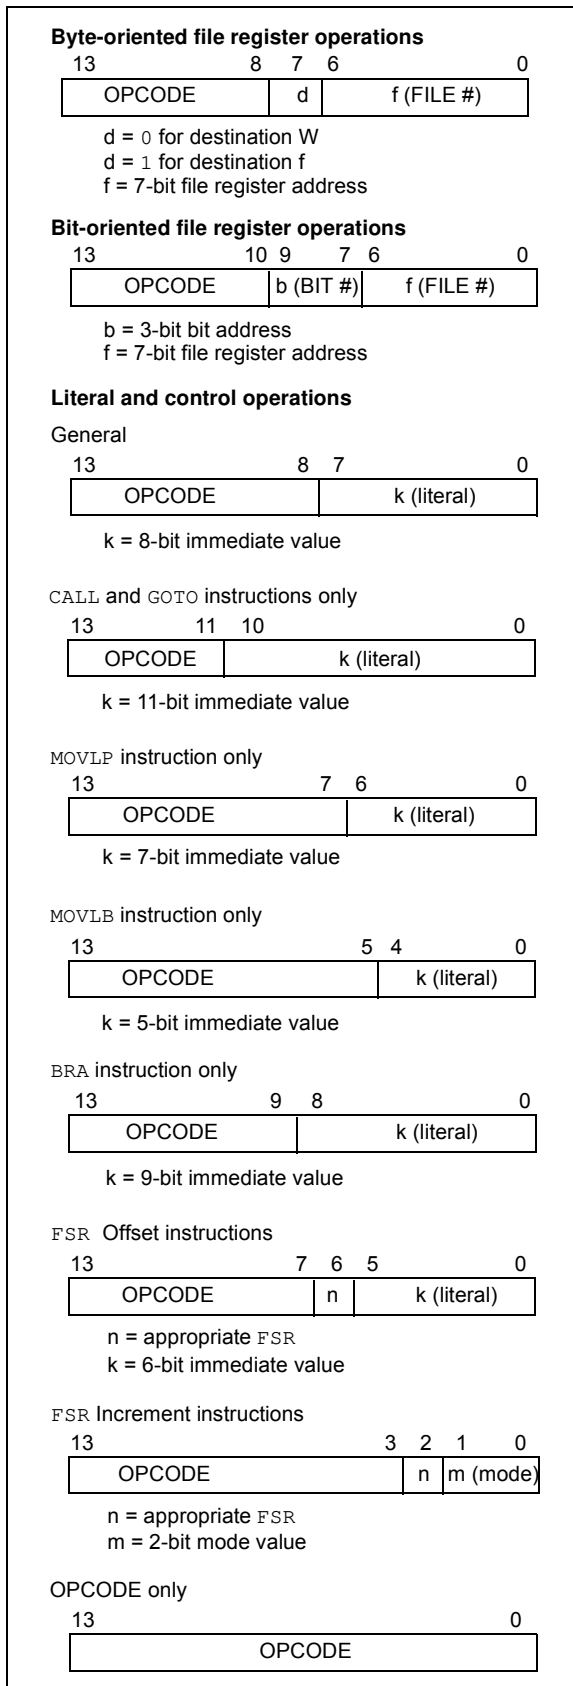 Byte-oriented file register operations
13 8 7 6 0
OPCODE d f (FILE #)
d = 0 for destination W
d = 1 for destination f
f = 7-bit file register address
Bit-oriented file register operations
13 10 9 7 6 0
OPCODE b (BIT #) f (FILE #)
b = 3-bit bit address
f = 7-bit file register address
Literal and control operations
General
13 8 7 0
OPCODE k (literal)
k = 8-bit immediate value
CALL and GOTO instructions only
13 11 10 0
OPCODE k (literal)
k = 11-bit immediate value
MOVLP instruction only
13 7 6 0
OPCODE k (literal)
k = 7-bit immediate value
MOVLB instruction only
13 5 4 0
OPCODE k (literal)
k = 5-bit immediate value
BRA instruction only
13 9 8 0
OPCODE k (literal)
k = 9-bit immediate value
FSR Offset instructions
13 7 6 5 0
OPCODE n k (literal)
n = appropriate FSR
k = 6-bit immediate value
FSR Increment instructions
13 3 2 1 0
OPCODE n m (mode)
n = appropriate FSR
m = 2-bit mode value
OPCODE only
13 0
OPCODE